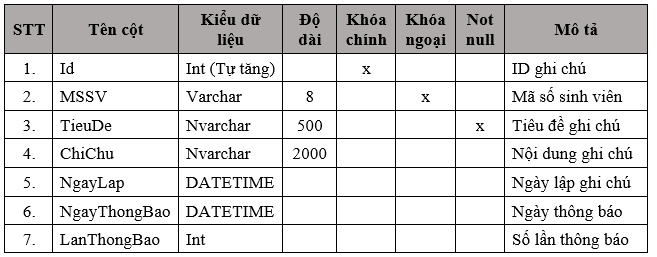 STT Tên cột Kiểu dữ liệu Độ dài Khóa chính Khóa ngoại Not null Mô tả
1. Id Int (Tự tăng) x ID ghi chú
2. MSSV Varchar 8 x Mã số sinh viên
3. TieuDe Nvarchar 500 x Tiêu đề ghi chú
4. ChiChu Nvarchar 2000 Nội dung ghi chú
5. NgayLap DATETIME Ngày lập ghi chú
6. NgayThongBao DATETIME Ngày thông báo
7. LanThongBao Int Số lần thông báo